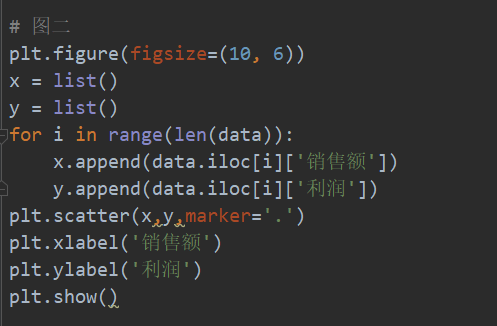 # 图二
plt.figure(figsize=(10, 6))
x = list()
y = list()
for i in range(len(data)):
    x.append(data.iloc[i]['销售额'])
    y.append(data.iloc[i]['利润'])
plt.scatter(x,y,marker='.')
plt.xlabel('销售额')
plt.ylabel('利润')
plt.show()